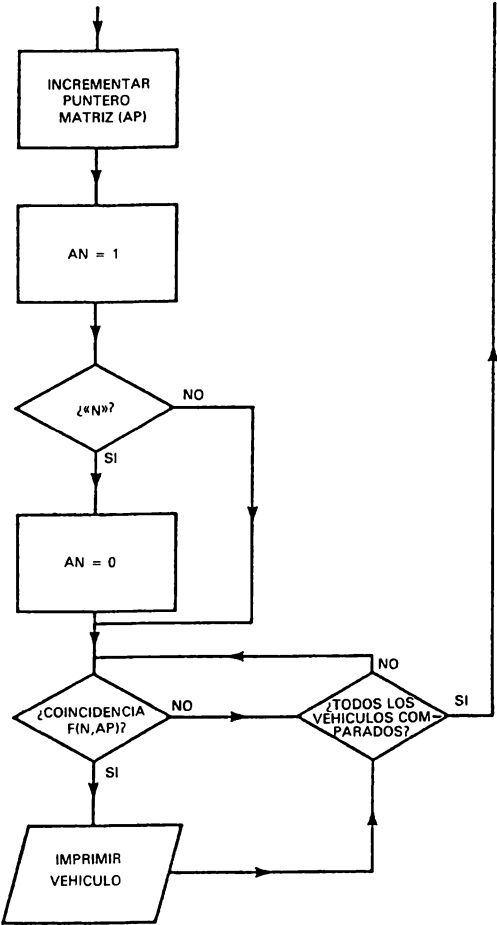 INCREMENTAR
PUNTERO
MATRIZ (AP)
AN = 1
¿«N»?
NO
SI
AN = 0
¿COINCIDENCIA
F(N,AP)?
NO
SI
¿TODOS LOS
VEHICULOS COM-
PARADOS?
NO
SI
IMPRIMIR
VEHICULO